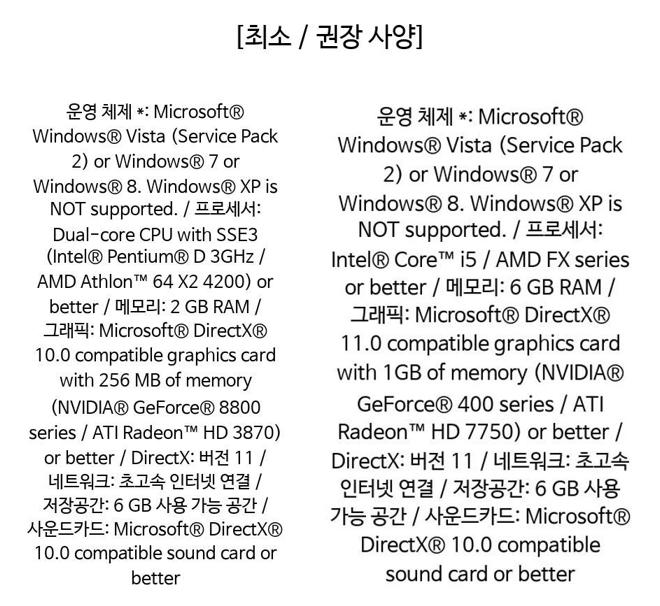 [최소 / 권장 사양]
운영 체제 *: Microsoft®
Windows® Vista (Service Pack
2) or Windows® 7 or
Windows® 8. Windows® XP is
NOT supported. / 프로세서:
Dual-core CPU with SSE3
(Intel® Pentium® D 3GHz /
AMD Athlon™ 64 X2 4200) or
better / 메모리: 2 GB RAM /
그래픽: Microsoft® DirectX®
10.0 compatible graphics card
with 256 MB of memory
(NVIDIA® GeForce® 8800
series / ATI Radeon™ HD 3870)
or better / DirectX: 버전 11 /
네트워크: 초고속 인터넷 연결 /
저장공간: 6 GB 사용 가능 공간 /
사운드카드: Microsoft® DirectX®
10.0 compatible sound card or
better
운영 체제 *: Microsoft®
Windows® Vista (Service Pack
2) or Windows® 7 or
Windows® 8. Windows® XP is
NOT supported. / 프로세서:
Intel® Core™ i5 / AMD FX series
or better / 메모리: 6 GB RAM /
그래픽: Microsoft® DirectX®
11.0 compatible graphics card
with 1GB of memory (NVIDIA®
GeForce® 400 series / ATI
Radeon™ HD 7750) or better /
DirectX: 버전 11 / 네트워크: 초고속
인터넷 연결 / 저장공간: 6 GB 사용
가능 공간 / 사운드카드: Microsoft®
DirectX® 10.0 compatible
sound card or better